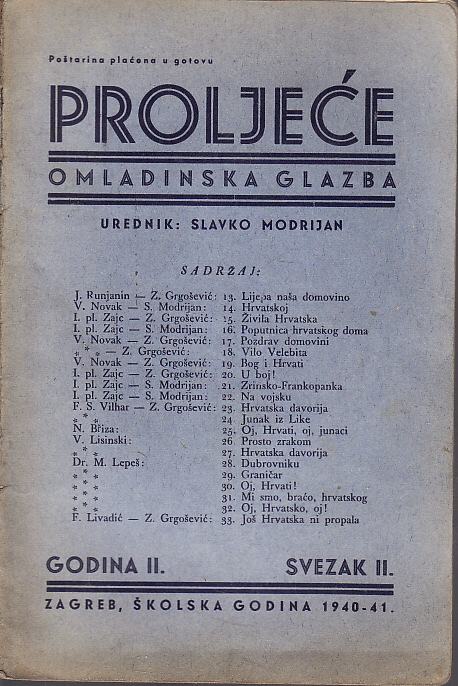 Poštarina plaćena u gotovu
PROLJEĆE
OMLADINSKA GLAZBA
UREDNIK: SLAVKO MODRIJAN
SADRŽAJ:
J. Runjanin — Z. Grgošević: 13. Lijepa naša domovino
V. Novak — S. Modrijan: 14. Hrvatskoj
I. pl. Zajc — Z. Grgošević: 15. Živila Hrvatska
I. pl. Zajc — S. Modrijan: 16. Poputnica hrvatskog doma
V. Novak — Z. Grgošević: 17. Pozdrav domovini
* * * — Z. Grgošević: 18. Vilo Velebita
V. Novak — Z. Grgošević: 19. Bog i Hrvati
I. pl. Zajc — Z. Grgošević: 20. U boj!
I. pl. Zajc — S. Modrijan: 21. Zrinsko-Frankopanka
I. pl. Zajc — S. Modrijan: 22. Na vojsku
F. S. Vilhar — Z. Grgošević: 23. Hrvatska davorija
* * * 24. Junak iz Like
N. Břiza: 25. Oj, Hrvati, oj, junaci
V. Lisinski: 26 Prosto zrakom
* * * 27. Hrvatska davorija
Dr. M. Lepeš: 28. Dubrovniku
* * * 29. Graničar
* * * 30. Oj, Hrvati!
* * * 31. Mi smo, braćo, hrvatskog
* * * 32. Oj, Hrvatsko, oj!
F. Livadić — Z. Grgošević: 33. Još Hrvatska ni propala
GODINA II. SVEZAK II.
ZAGREB, ŠKOLSKA GODINA 1940-41.